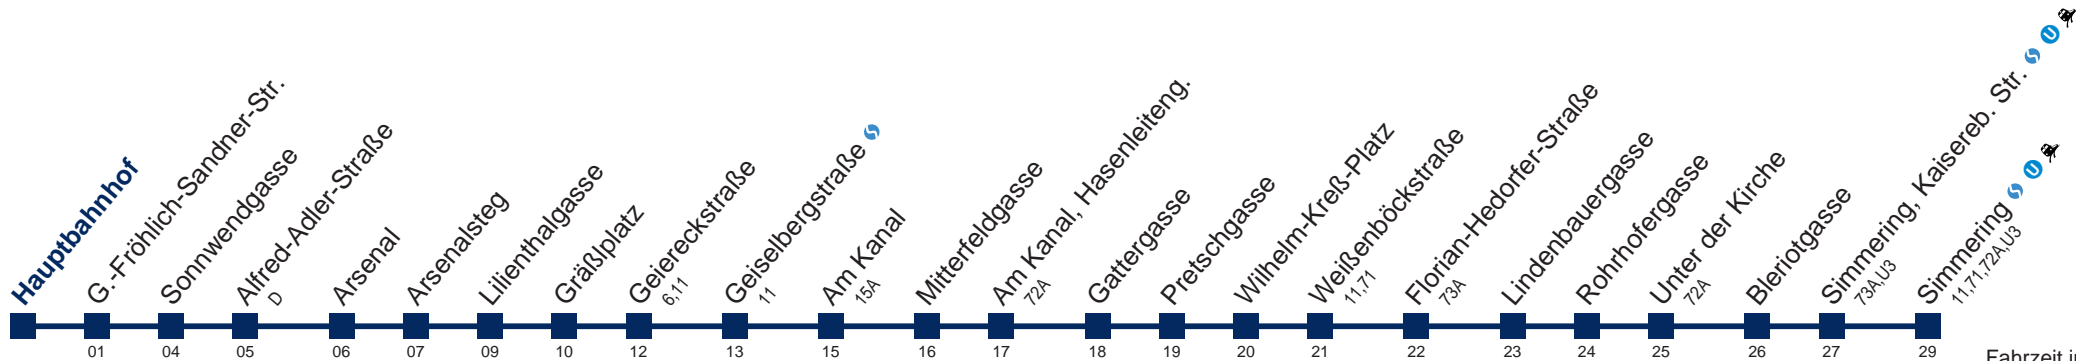 Hauptbahnhof
G.-Fröhlich-Sandner-Str.
Sonnwendgasse
Alfred-Adler-Straße
D
Arsenal
Arsenalsteg
Lilienthalgasse
Gräßlplatz
Geiereckstraße
6,11
Geiselbergstraße
11
Am Kanal
15A
Mitterfeldgasse
Am Kanal, Hasenleiteng.
72A
Gattergasse
Pretschgasse
Wilhelm-Kreß-Platz
Weißenböckstraße
11,71
Florian-Hedorfer-Straße
73A
Lindenbauergasse
Rohrhofergasse
Unter der Kirche
72A
Bleriotgasse
Simmering, Kaisereb. Str. S U
73A,U3
Simmering S U
11,71,72A,U3
01 04 05 06 07 09 10 12 13 15 16 17 18 19 20 21 22 23 24 25 26 27 29
Fahrzeit i